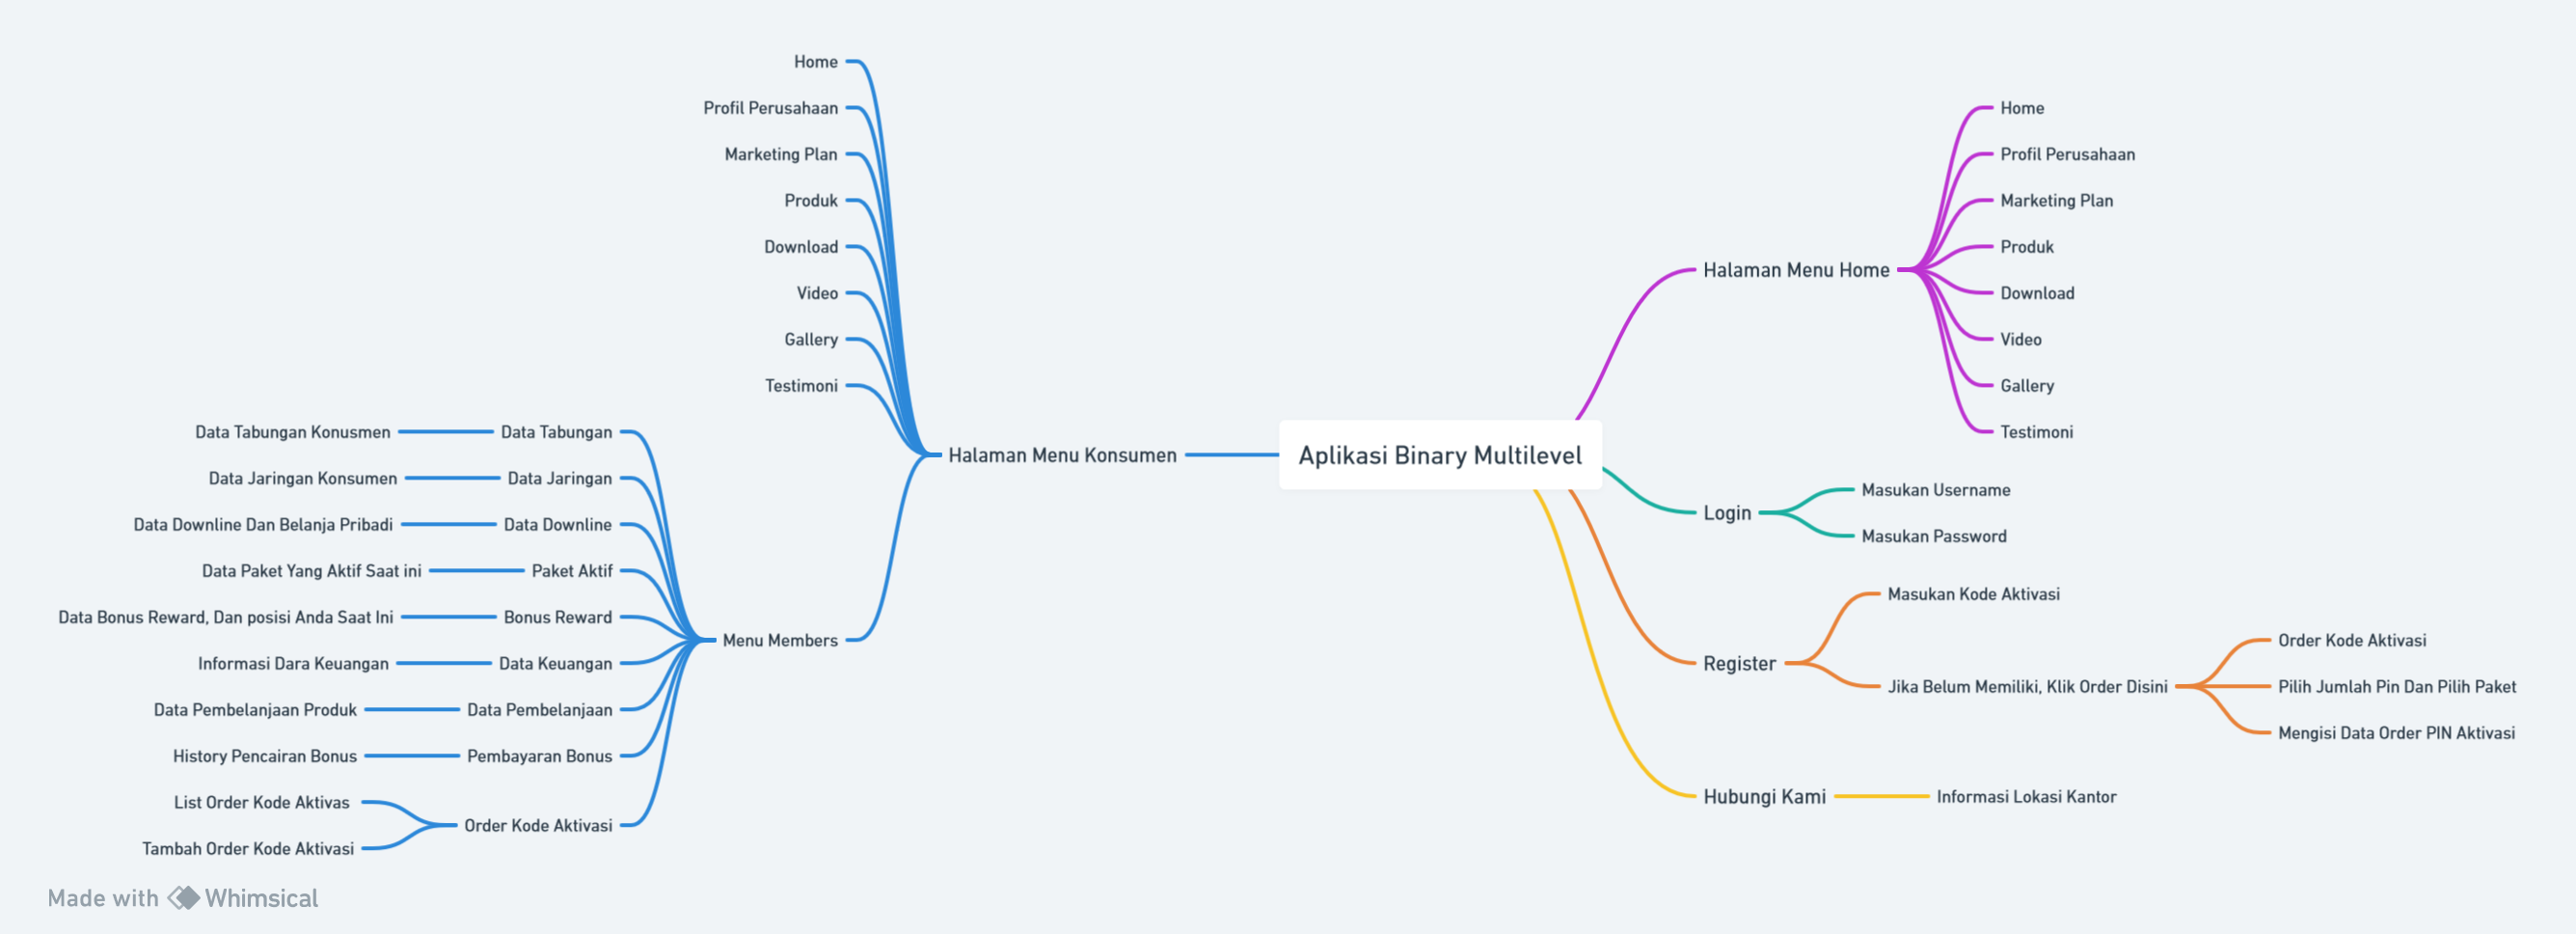 Aplikasi Binary Multilevel
Halaman Menu Home
Home
Profil Perusahaan
Marketing Plan
Produk
Download
Video
Gallery
Testimoni
Login
Masukan Username
Masukan Password
Register
Masukan Kode Aktivasi
Jika Belum Memiliki, Klik Order Disini
Order Kode Aktivasi
Pilih Jumlah Pin Dan Pilih Paket
Mengisi Data Order PIN Aktivasi
Hubungi Kami
Informasi Lokasi Kantor
Halaman Menu Konsumen
Home
Profil Perusahaan
Marketing Plan
Produk
Download
Video
Gallery
Testimoni
Menu Members
Data Tabungan
Data Tabungan Konusmen
Data Jaringan
Data Jaringan Konsumen
Data Downline
Data Downline Dan Belanja Pribadi
Paket Aktif
Data Paket Yang Aktif Saat ini
Bonus Reward
Data Bonus Reward, Dan posisi Anda Saat Ini
Data Keuangan
Informasi Dara Keuangan
Data Pembelanjaan
Data Pembelanjaan Produk
Pembayaran Bonus
History Pencairan Bonus
Order Kode Aktivasi
List Order Kode Aktivas
Tambah Order Kode Aktivasi
Made with Whimsical